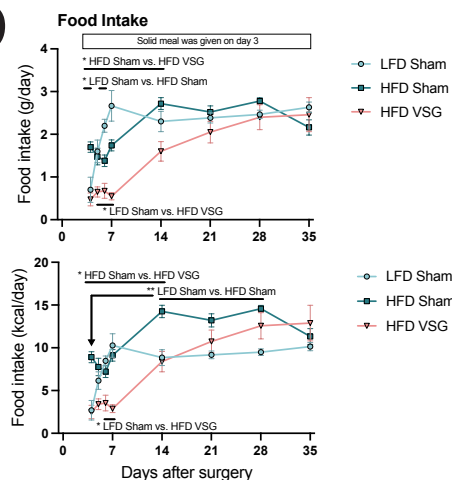 Food Intake
Solid meal was given on day 3
* HFD Sham vs. HFD VSG
* LFD Sham vs. HFD Sham
* LFD Sham vs. HFD VSG
Food intake (g/day)
4
3
2
1
0
0 7 14 21 28 35
LFD Sham
HFD Sham
HFD VSG
* HFD Sham vs. HFD VSG
** LFD Sham vs. HFD Sham
* LFD Sham vs. HFD VSG
Food intake (kcal/day)
20
15
10
5
0
0 7 14 21 28 35
Days after surgery
LFD Sham
HFD Sham
HFD VSG